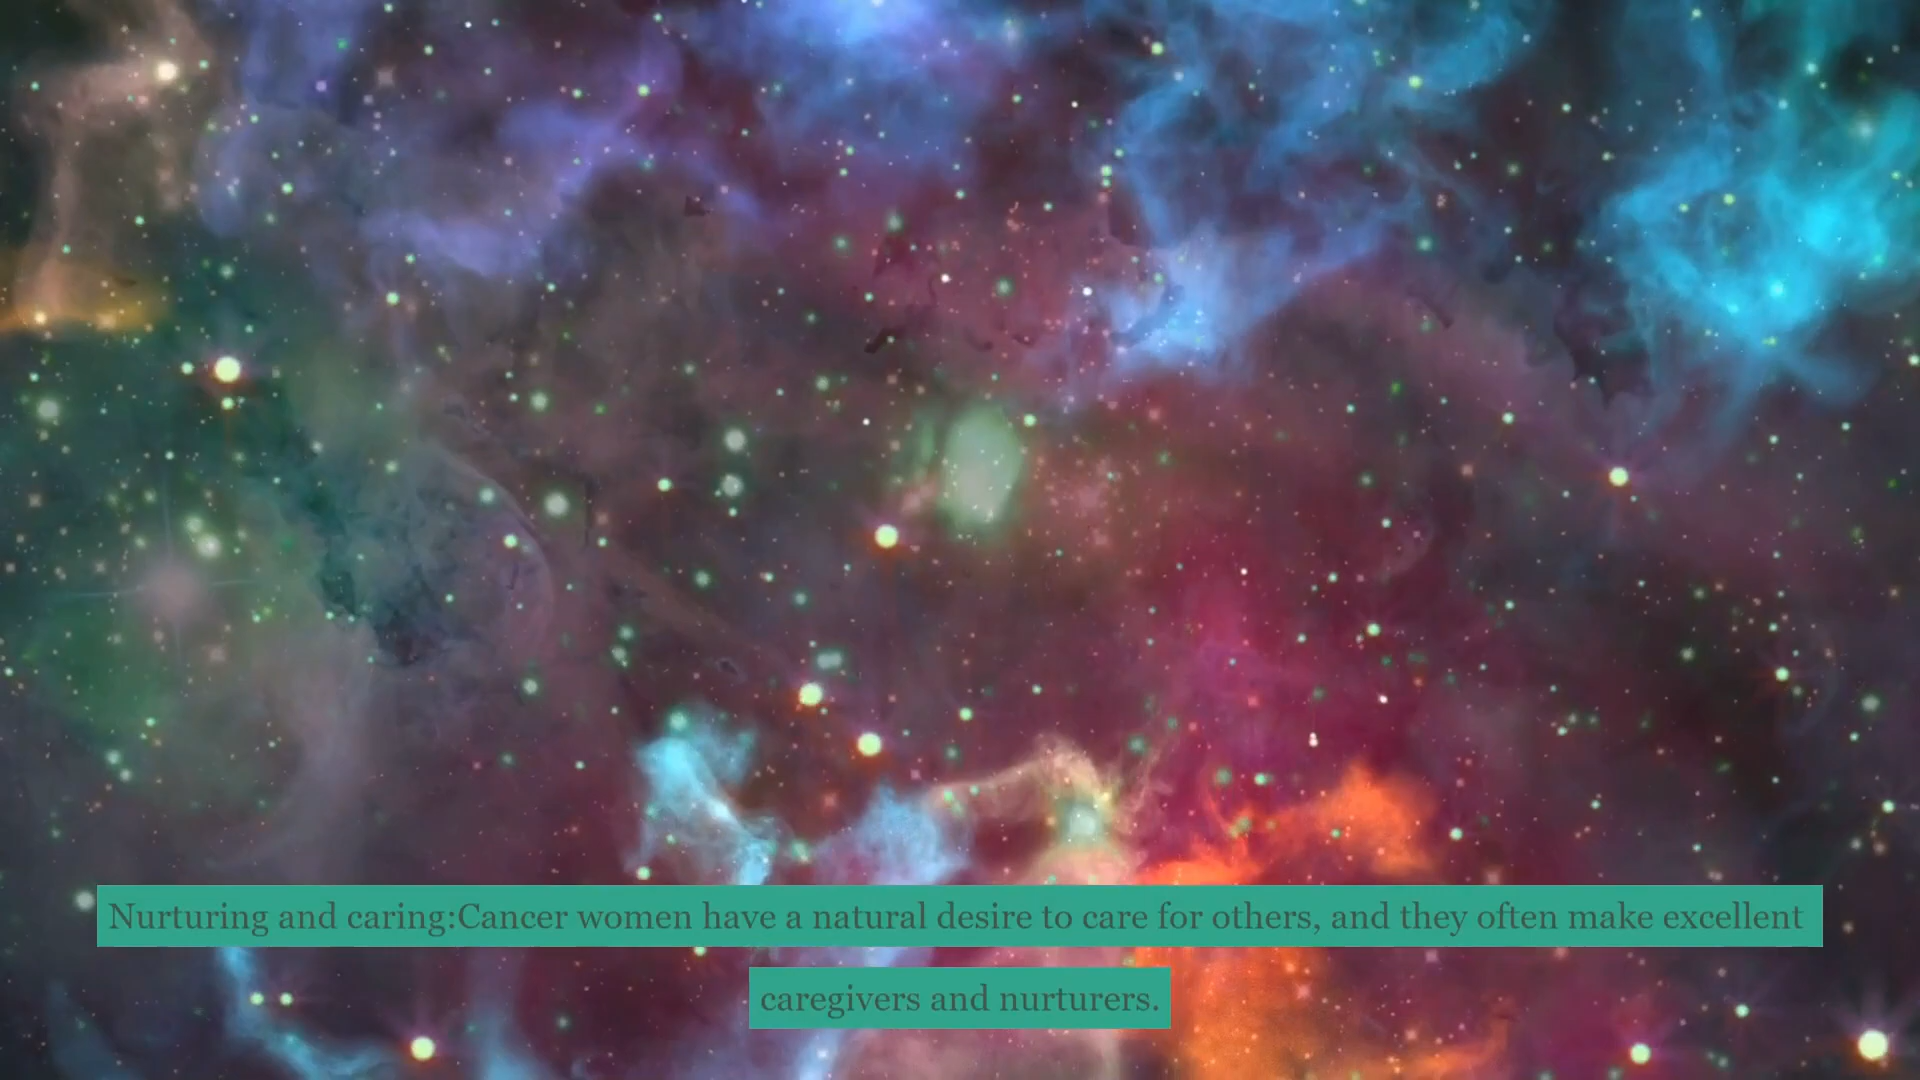 Nurturing and caring:Cancer women have a natural desire to care for others, and they often make excellent
caregivers and nurturers.